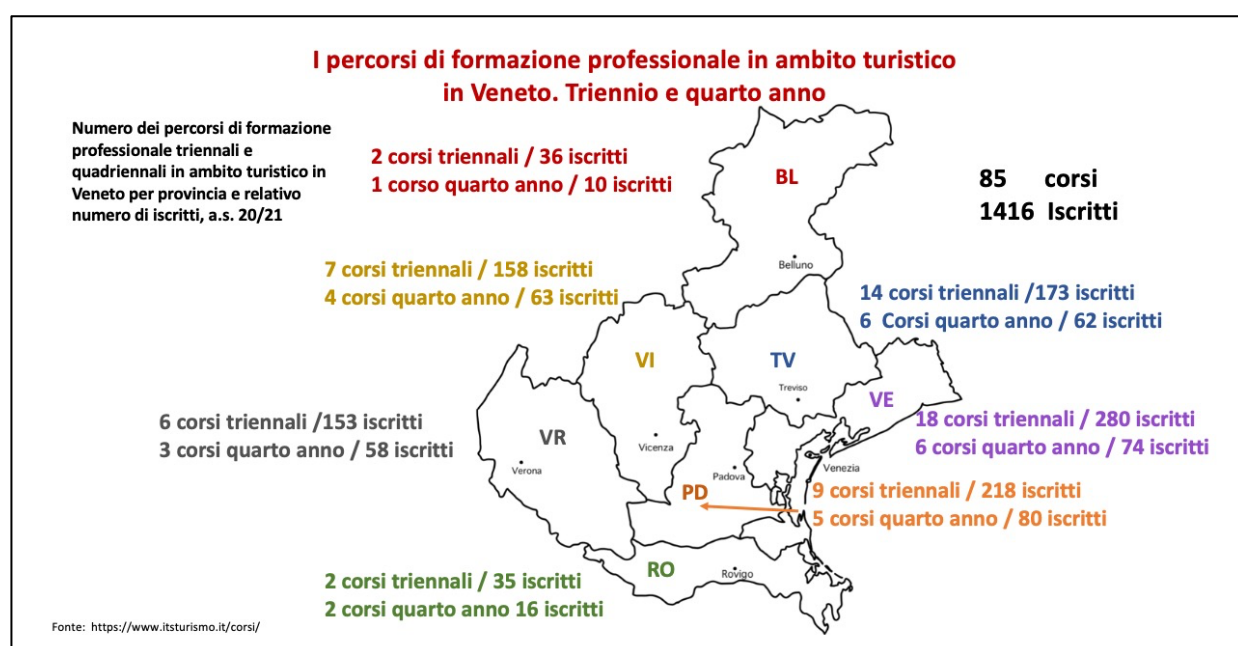 I percorsi di formazione professionale in ambito turistico
in Veneto. Triennio e quarto anno
Numero dei percorsi di formazione
professionale triennali e
quadriennali in ambito turistico in
Veneto per provincia e relativo
numero di iscritti, a.s. 20/21
2 corsi triennali / 36 iscritti
1 corso quarto anno / 10 iscritti
BL
85 corsi
1416 Iscritti
Belluno
7 corsi triennali / 158 iscritti
4 corsi quarto anno / 63 iscritti
14 corsi triennali /173 iscritti
6 Corsi quarto anno / 62 iscritti
VI
TV
Treviso
VE
6 corsi triennali /153 iscritti
3 corsi quarto anno / 58 iscritti
VR
Verona
Vicenza
18 corsi triennali / 280 iscritti
6 corsi quarto anno / 74 iscritti
Padova
Venezia
PD
9 corsi triennali / 218 iscritti
5 corsi quarto anno / 80 iscritti
RO
Rovigo
2 corsi triennali / 35 iscritti
2 corsi quarto anno 16 iscritti
Fonte: https://www.itsturismo.it/corsi/